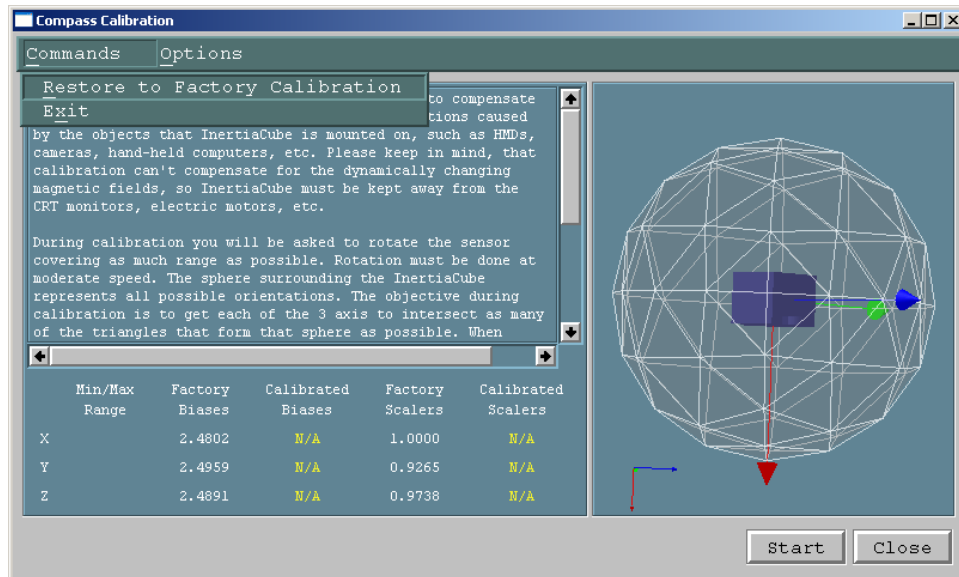 Compass Calibration
Commands Options
Restore to Factory Calibration
Exit
to compensate
tions caused
by the objects that InertiaCube is mounted on, such as HMDs,
cameras, hand-held computers, etc. Please keep in mind, that
calibration can't compensate for the dynamically changing
magnetic fields, so InertiaCube must be kept away from the
CRT monitors, electric motors, etc.
During calibration you will be asked to rotate the sensor
covering as much range as possible. Rotation must be done at
moderate speed. The sphere surrounding the InertiaCube
represents all possible orientations. The objective during
calibration is to get each of the 3 axis to intersect as many
of the triangles that form that sphere as possible. When
Min/Max Factory Calibrated Factory Calibrated
Range Biases Biases Scalers Scalers
X 2.4802 N/A 1.0000 N/A
Y 2.4959 N/A 0.9265 N/A
Z 2.4891 N/A 0.9738 N/A
Start Close